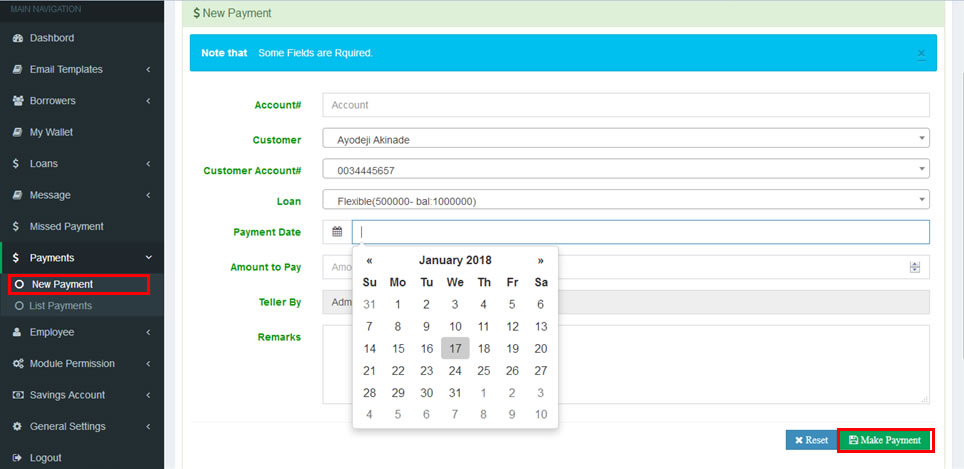 MAIN NAVIGATION
Dashbord
Email Templates
Borrowers
My Wallet
Loans
Message
Missed Payment
Payments
New Payment
List Payments
Employee
Module Permission
Savings Account
General Settings
Logout
$ New Payment
Note that Some Fields are Rquired.
x
Account# Account
Customer Ayodeji Akinade
Customer Account# 0034445657
Loan Flexible(500000- bal:1000000)
Payment Date
Amount to Pay Amo
Teller By Adm
Remarks
« January 2018 »
Su Mo Tu We Th Fr Sa
31 1 2 3 4 5 6
7 8 9 10 11 12 13
14 15 16 17 18 19 20
21 22 23 24 25 26 27
28 29 30 31 1 2 3
4 5 6 7 8 9 10
Reset Make Payment